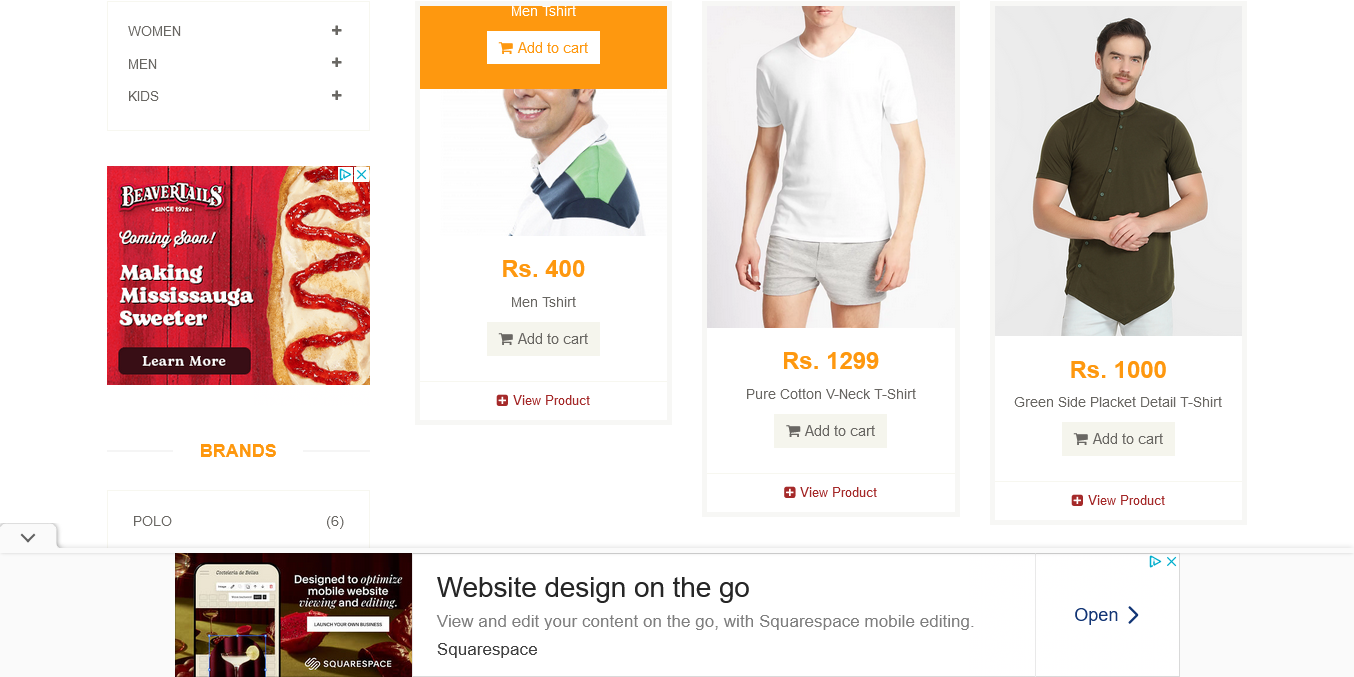 WOMEN
MEN
KIDS
BEAVERTAILS
• SINCE 1978 •
Coming Soon!
Making
Mississauga
Sweeter
Learn More
BRANDS
POLO (6)
Men Tshirt
Add to cart
Rs. 400
Men Tshirt
Add to cart
View Product
Rs. 1299
Pure Cotton V-Neck T-Shirt
Add to cart
View Product
Rs. 1000
Green Side Placket Detail T-Shirt
Add to cart
View Product
Designed to optimize
mobile website
viewing and editing.
LAUNCH YOUR OWN BUSINESS
SQUARESPACE
Website design on the go
View and edit your content on the go, with Squarespace mobile editing.
Squarespace
Open